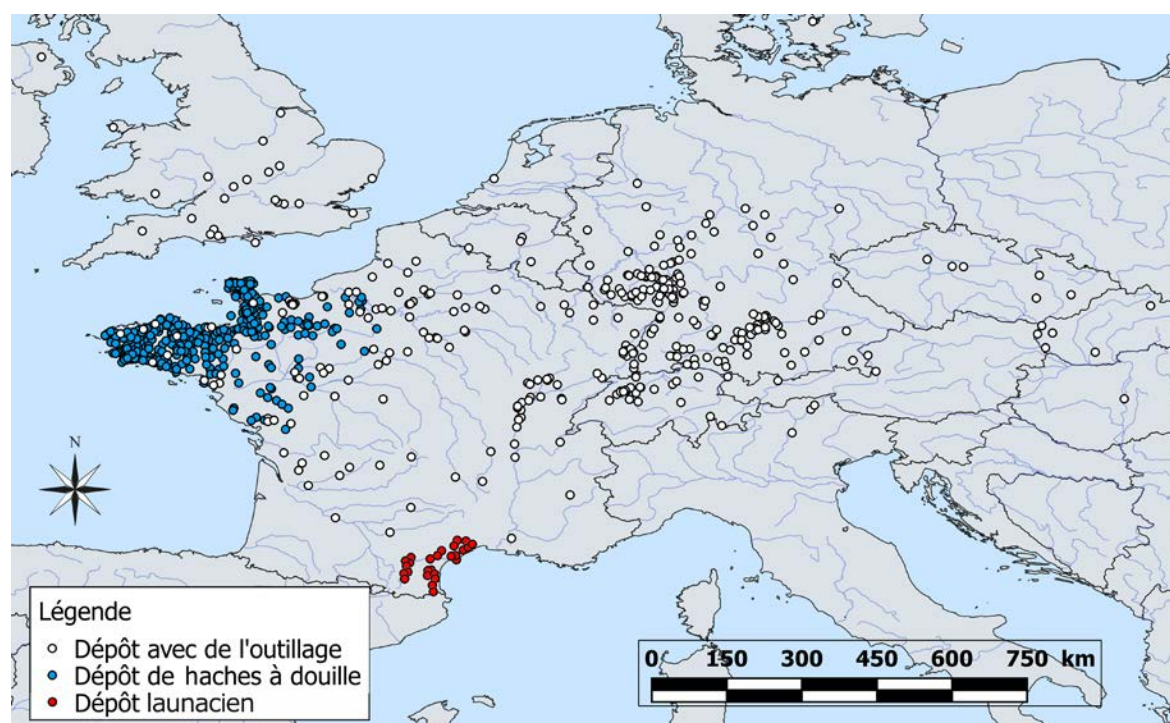 N
Légende
Dépôt avec de l'outillage
Dépôt de haches à douille
Dépôt launacien
0 150 300 450 600 750 km